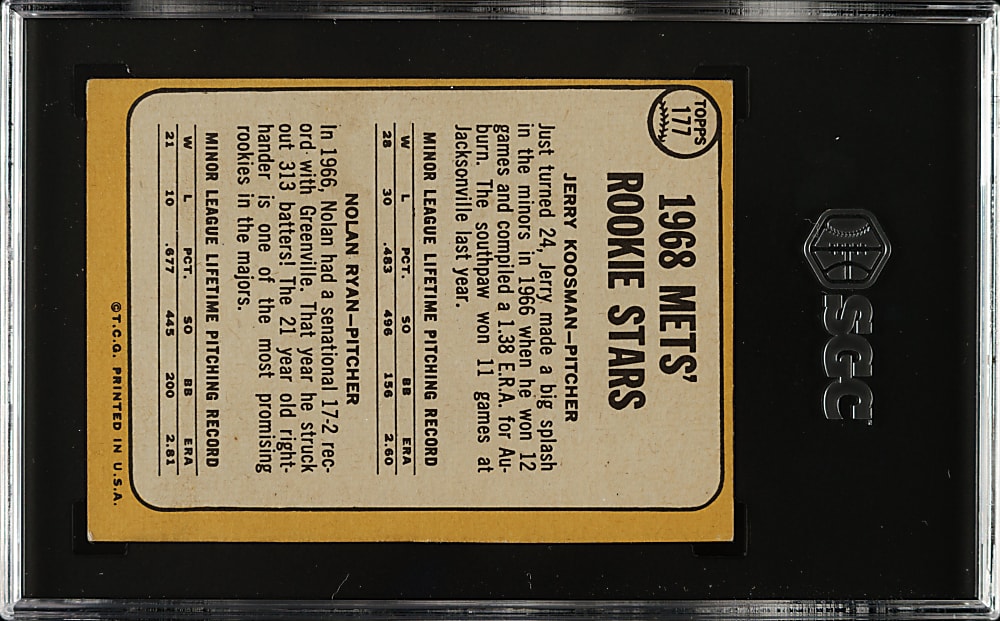 TOPPS
177
1968 METS'
ROOKIE STARS
JERRY KOOSMAN—PITCHER
Just turned 24, Jerry made a big splash
in the minors in 1966 when he won 12
games and compiled a 1.38 E.R.A. for Au-
burn. The southpaw won 11 games at
Jacksonville last year.
MINOR LEAGUE LIFETIME PITCHING RECORD
W L PCT. SO BB ERA
28 30 .483 496 156 2.60
NOLAN RYAN—PITCHER
In 1966, Nolan had a sensational 17-2 rec-
ord with Greenville. That year he struck
out 313 batters! The 21 year old right-
hander is one of the most promising
rookies in the majors.
MINOR LEAGUE LIFETIME PITCHING RECORD
W L PCT. SO BB ERA
21 10 .677 445 200 2.81
©T.C.G. PRINTED IN U.S.A.
SGC